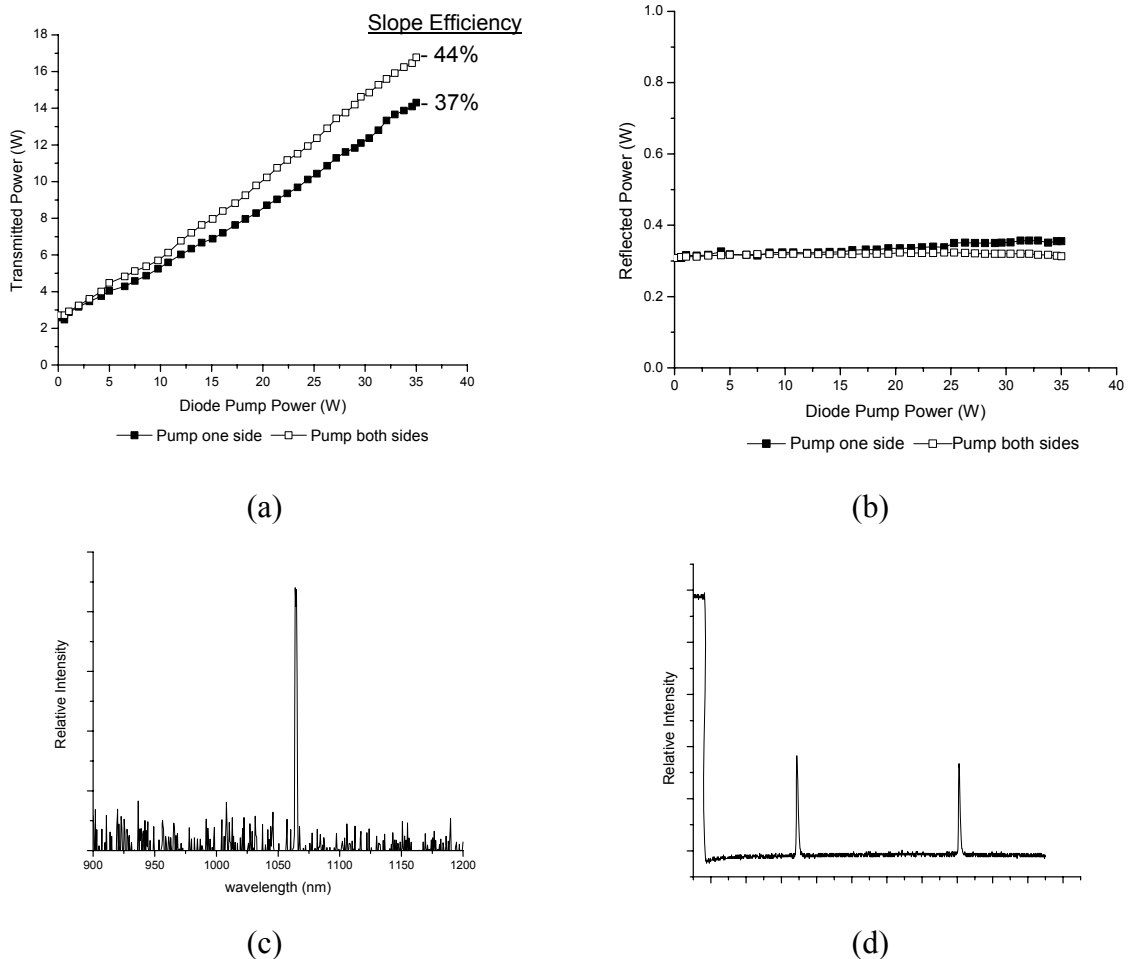 Slope Efficiency
44%
37%
18
16
14
12
10
8
6
4
2
0
Transmitted Power (W)
0 5 10 15 20 25 30 35 40
Diode Pump Power (W)
Pump one side Pump both sides
(a)
1.0
0.8
0.6
0.4
0.2
0.0
Reflected Power (W)
0 5 10 15 20 25 30 35 40
Diode Pump Power (W)
Pump one side Pump both sides
(b)
Relative Intensity
900 950 1000 1050 1100 1150 1200
wavelength (nm)
(c)
Relative Intensity
(d)